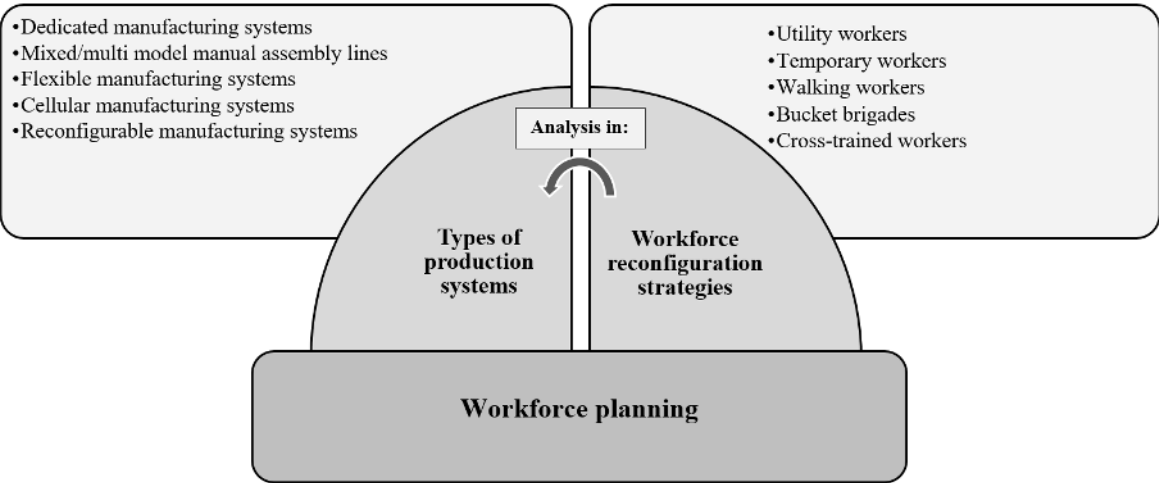 •Dedicated manufacturing systems
•Mixed/multi model manual assembly lines
•Flexible manufacturing systems
•Cellular manufacturing systems
•Reconfigurable manufacturing systems
•Utility workers
•Temporary workers
•Walking workers
•Bucket brigades
•Cross-trained workers
Analysis in:
Types of
production
systems
Workforce
reconfiguration
strategies
Workforce planning